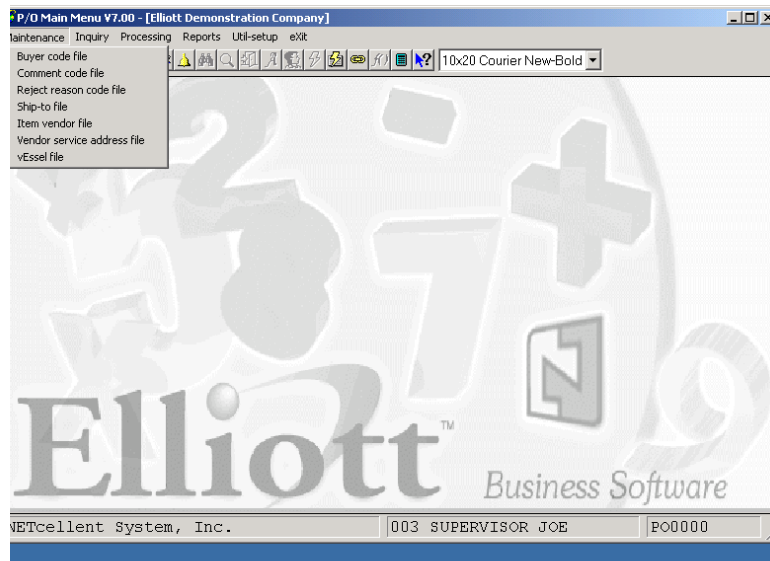 P/O Main Menu V7.00 - [Elliott Demonstration Company]
Maintenance Inquiry Processing Reports Util-setup eXit
10x20 Courier New-Bold
Buyer code file
Comment code file
Reject reason code file
Ship-to file
Item vendor file
Vendor service address file
vEssel file
Elliott™
Business Software
NETcellent System, Inc. 003 SUPERVISOR JOE PO0000